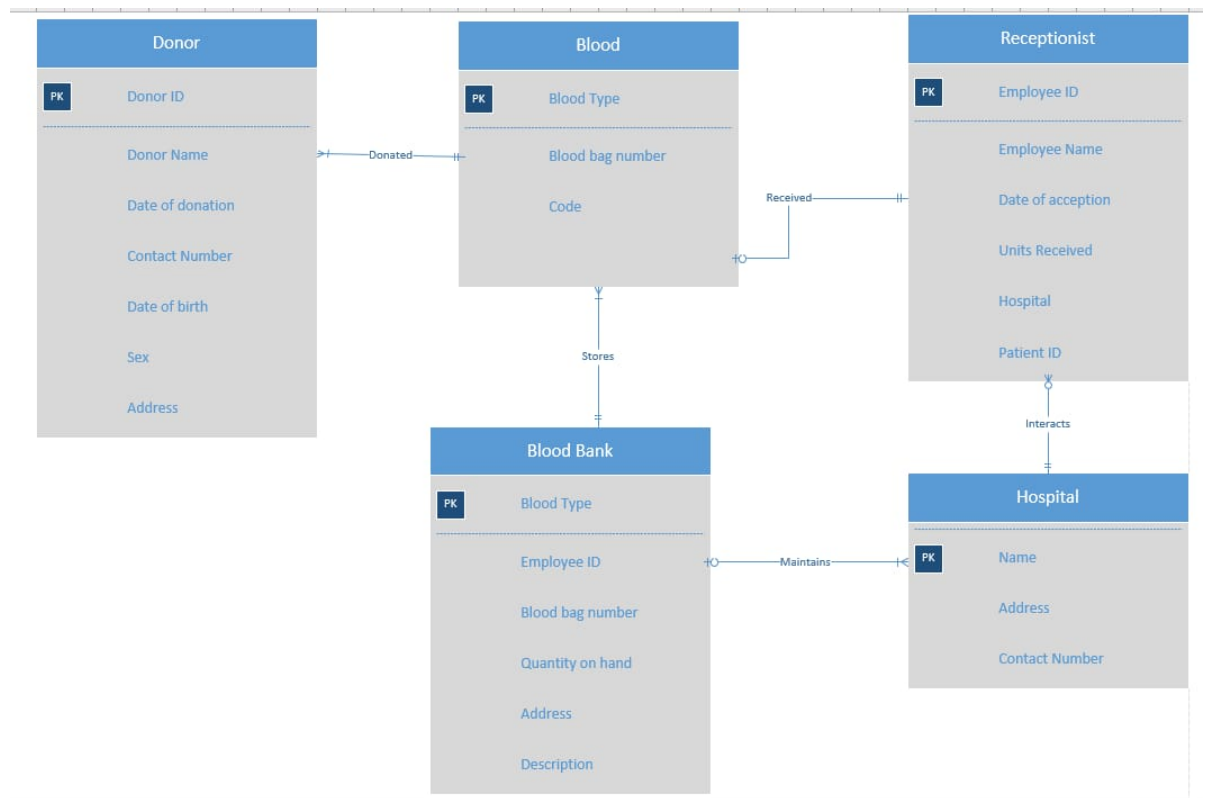 Donor
PK
Donor ID
Donor Name
Date of donation
Contact Number
Date of birth
Sex
Address
Donated
Blood
PK
Blood Type
Blood bag number
Code
Received
Receptionist
PK
Employee ID
Employee Name
Date of acception
Units Received
Hospital
Patient ID
Stores
Interacts
Blood Bank
PK
Blood Type
Employee ID
Blood bag number
Quantity on hand
Address
Description
Maintains
Hospital
PK
Name
Address
Contact Number